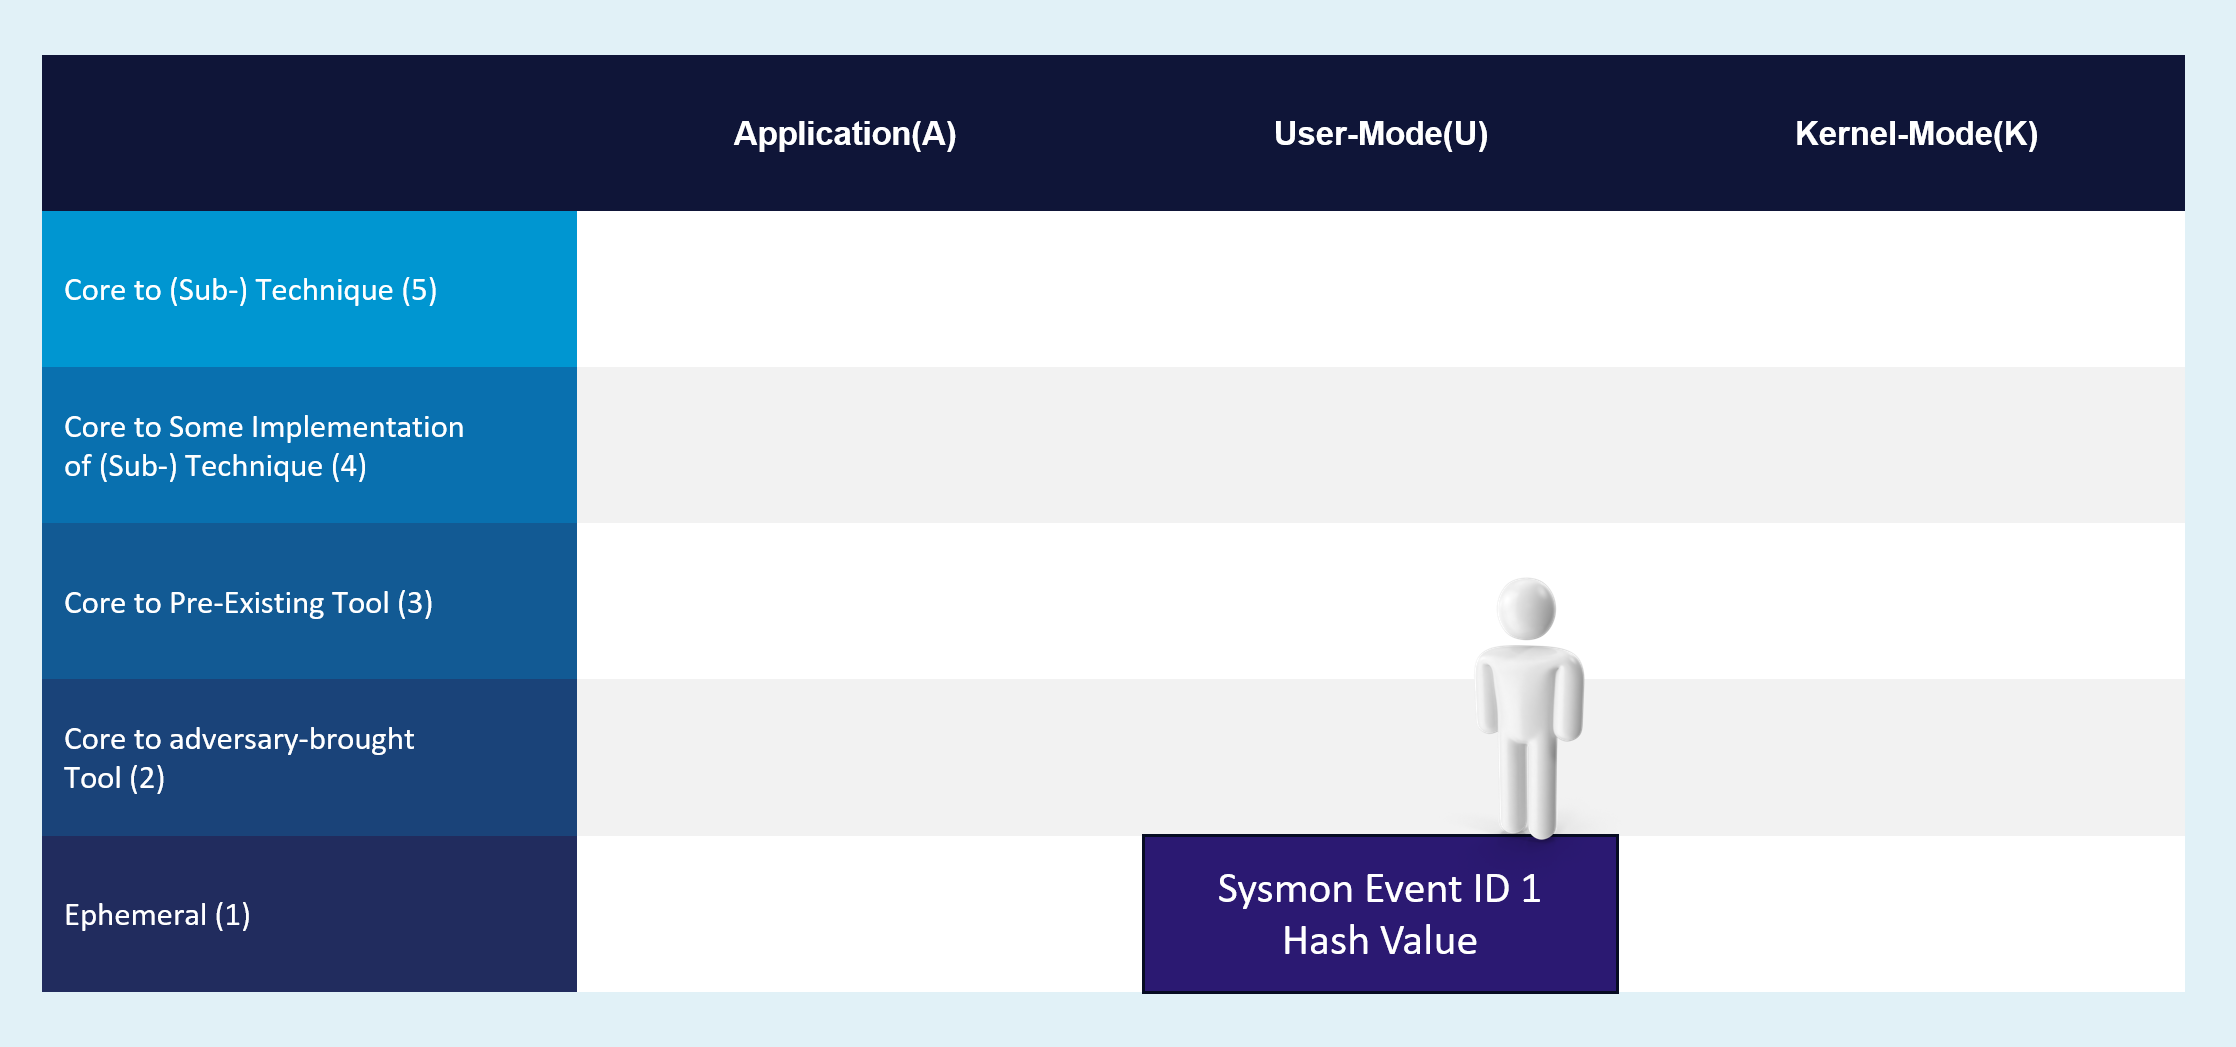 Application(A)
User-Mode(U)
Kernel-Mode(K)
Core to (Sub-) Technique (5)
Core to Some Implementation
of (Sub-) Technique (4)
Core to Pre-Existing Tool (3)
Core to adversary-brought
Tool (2)
Ephemeral (1)
Sysmon Event ID 1
Hash Value